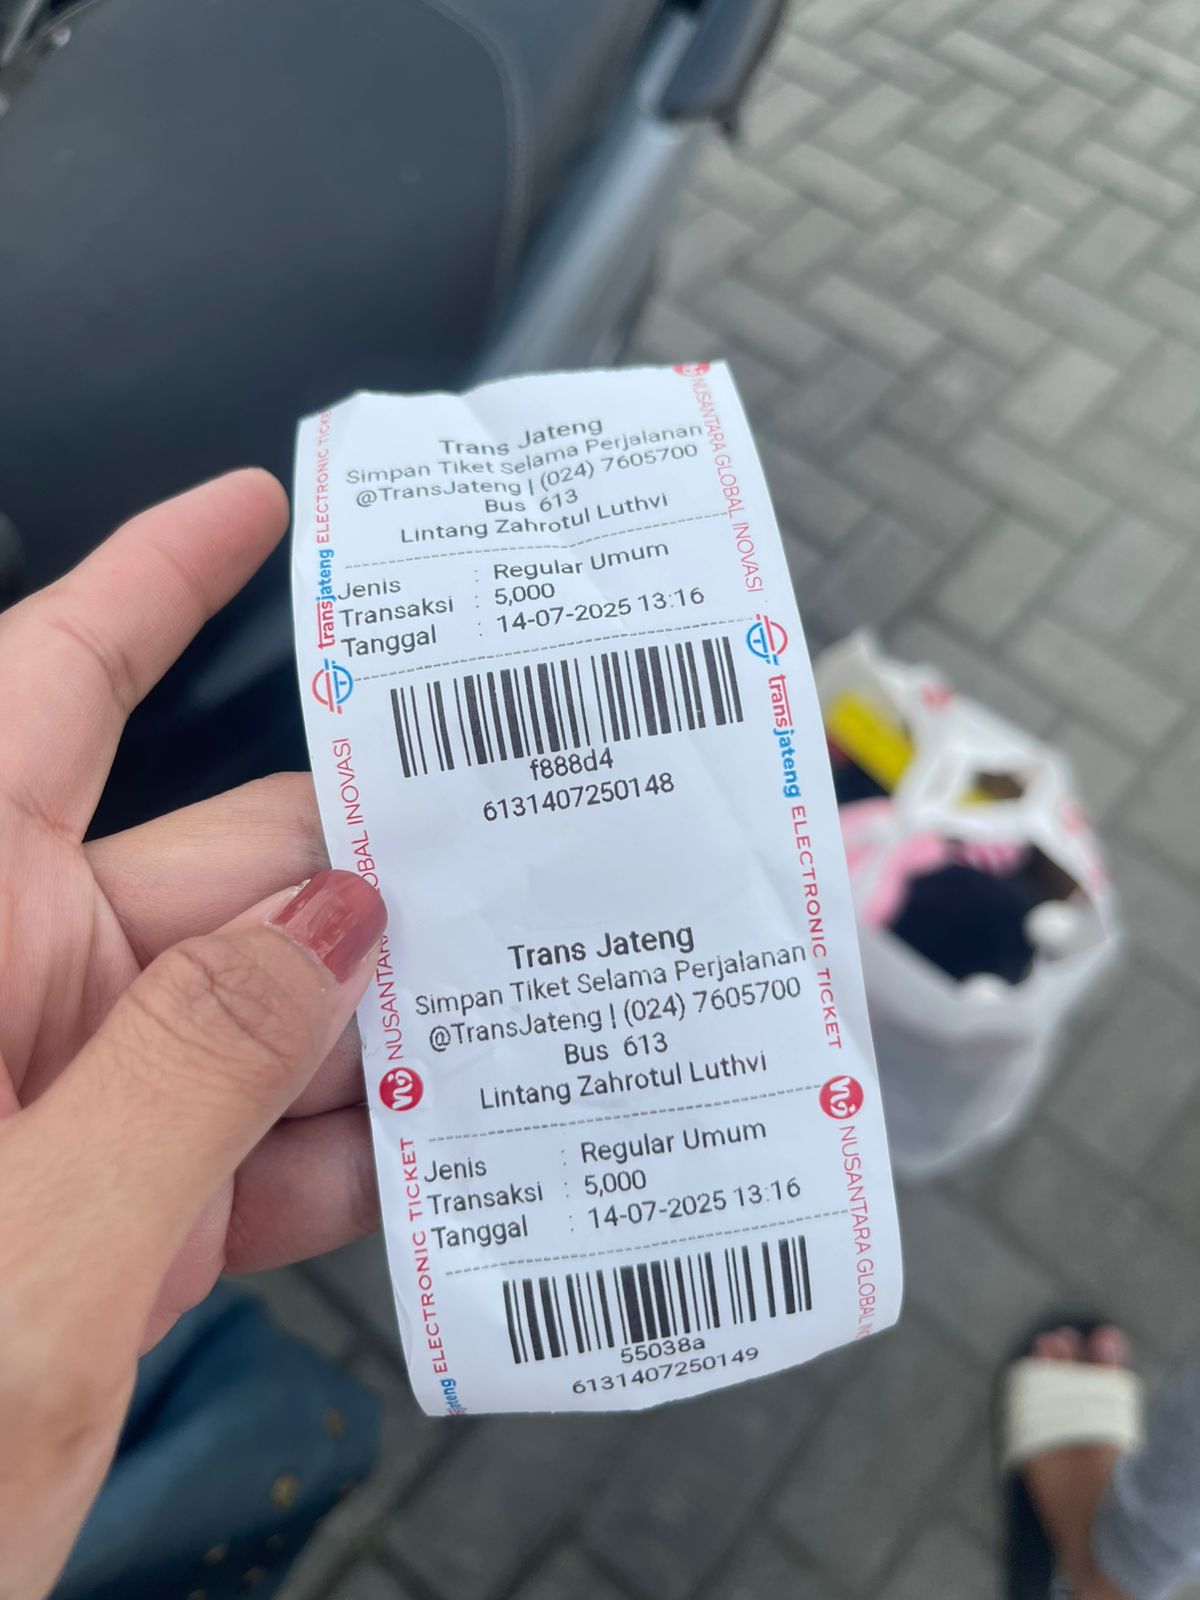 Trans Jateng
Simpan Tiket Selama Perjalanan
@TransJateng | (024) 7605700
Bus 613
Lintang Zahrotul Luthvi
Jenis : Regular Umum
Transaksi : 5,000
Tanggal : 14-07-2025 13:16
f888d4
6131407250148
Trans Jateng
Simpan Tiket Selama Perjalanan
@TransJateng | (024) 7605700
Bus 613
Lintang Zahrotul Luthvi
Jenis : Regular Umum
Transaksi : 5,000
Tanggal : 14-07-2025 13:16
55038a
6131407250149
transjateng ELECTRONIC TICKET
NUSANTARA GLOBAL INOVASI
ELECTRONIC TICKET
NUSANTARA GLOBAL INOVASI
transjateng ELECTRONIC TICKET
NUSANTARA GLOBAL